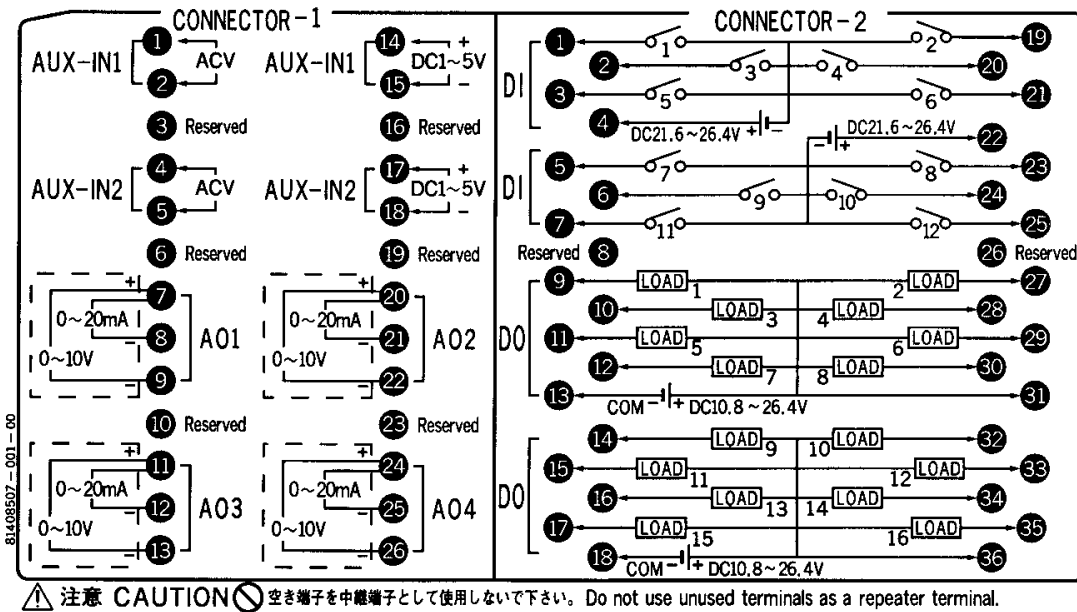 CONNECTOR-1
AUX-IN1
1
2
ACV
3 Reserved
AUX-IN2
4
5
ACV
6 Reserved
+
7
0~20mA
8
-
0~10V
9
-
AO1
10 Reserved
+
11
0~20mA
12
-
0~10V
13
-
AO3
AUX-IN1
14 +
DC1~5V
15 -
16 Reserved
AUX-IN2
17 +
DC1~5V
18 -
19 Reserved
+
20
0~20mA
21
-
0~10V
22
-
AO2
23 Reserved
+
24
0~20mA
25
-
0~10V
26
-
AO4
81408507-001-00
CONNECTOR-2
DI
1 1 2 19
2 3 4 20
3 5 6 21
4 DC21.6~26.4V + -
- + DC21.6~26.4V 22
DI
5 7 8 23
6 9 10 24
7 11 12 25
Reserved 8 26 Reserved
DO
9 LOAD 1 2 LOAD 27
10 LOAD 3 4 LOAD 28
11 LOAD 5 6 LOAD 29
12 LOAD 7 8 LOAD 30
13 COM - + DC10.8~26.4V 31
DO
14 LOAD 9 10 LOAD 32
15 LOAD 11 12 LOAD 33
16 LOAD 13 14 LOAD 34
17 LOAD 15 16 LOAD 35
18 COM - + DC10.8~26.4V 36
注意 CAUTION 空き端子を中継端子として使用しないで下さい。 Do not use unused terminals as a repeater terminal.